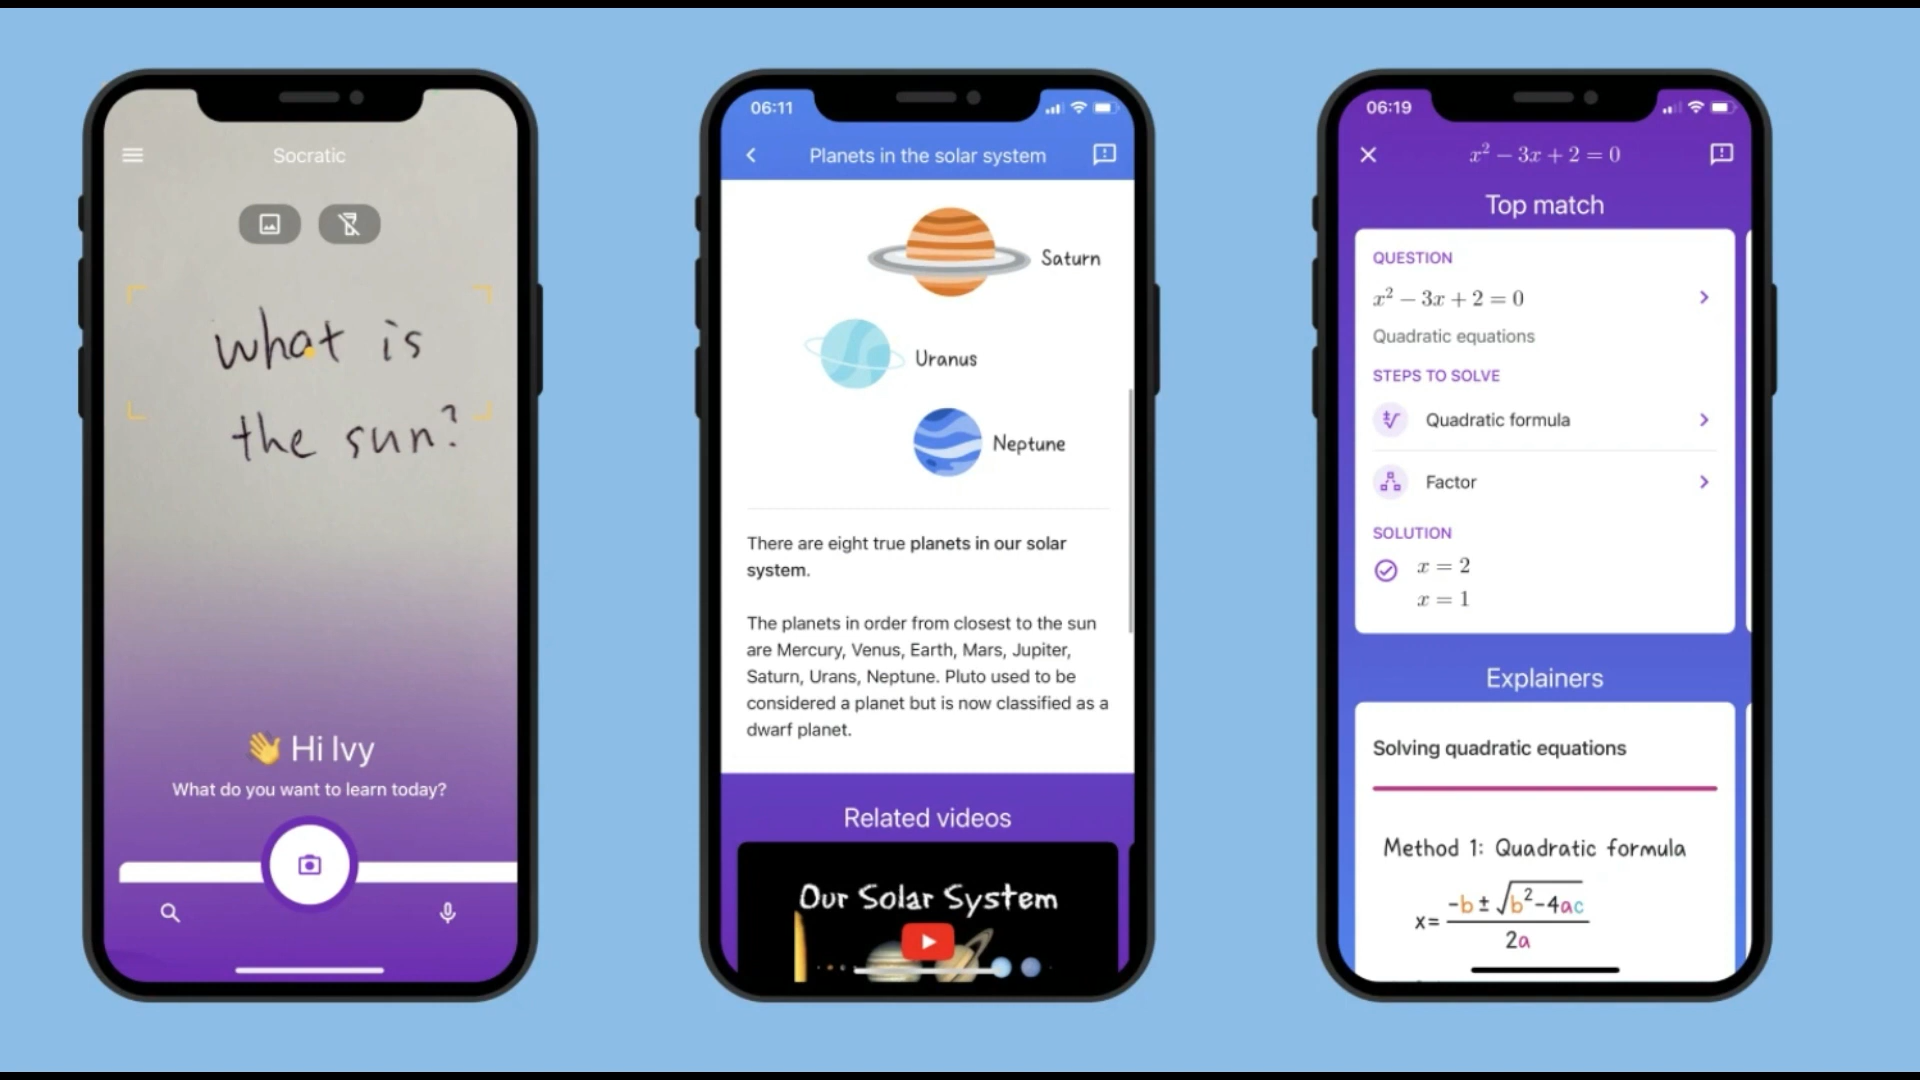 Socratic
what is
the sun?
👋 Hi Ivy
What do you want to learn today?
06:11
Planets in the solar system
Saturn
Uranus
Neptune
There are eight true planets in our solar
system.
The planets in order from closest to the sun
are Mercury, Venus, Earth, Mars, Jupiter,
Saturn, Urans, Neptune. Pluto used to be
considered a planet but is now classified as a
dwarf planet.
Related videos
Our Solar System
06:19
x² − 3x + 2 = 0
Top match
QUESTION
x² − 3x + 2 = 0
Quadratic equations
STEPS TO SOLVE
Quadratic formula
Factor
SOLUTION
x = 2
x = 1
Explainers
Solving quadratic equations
Method 1: Quadratic formula
x= -b ± √b²-4ac
2a